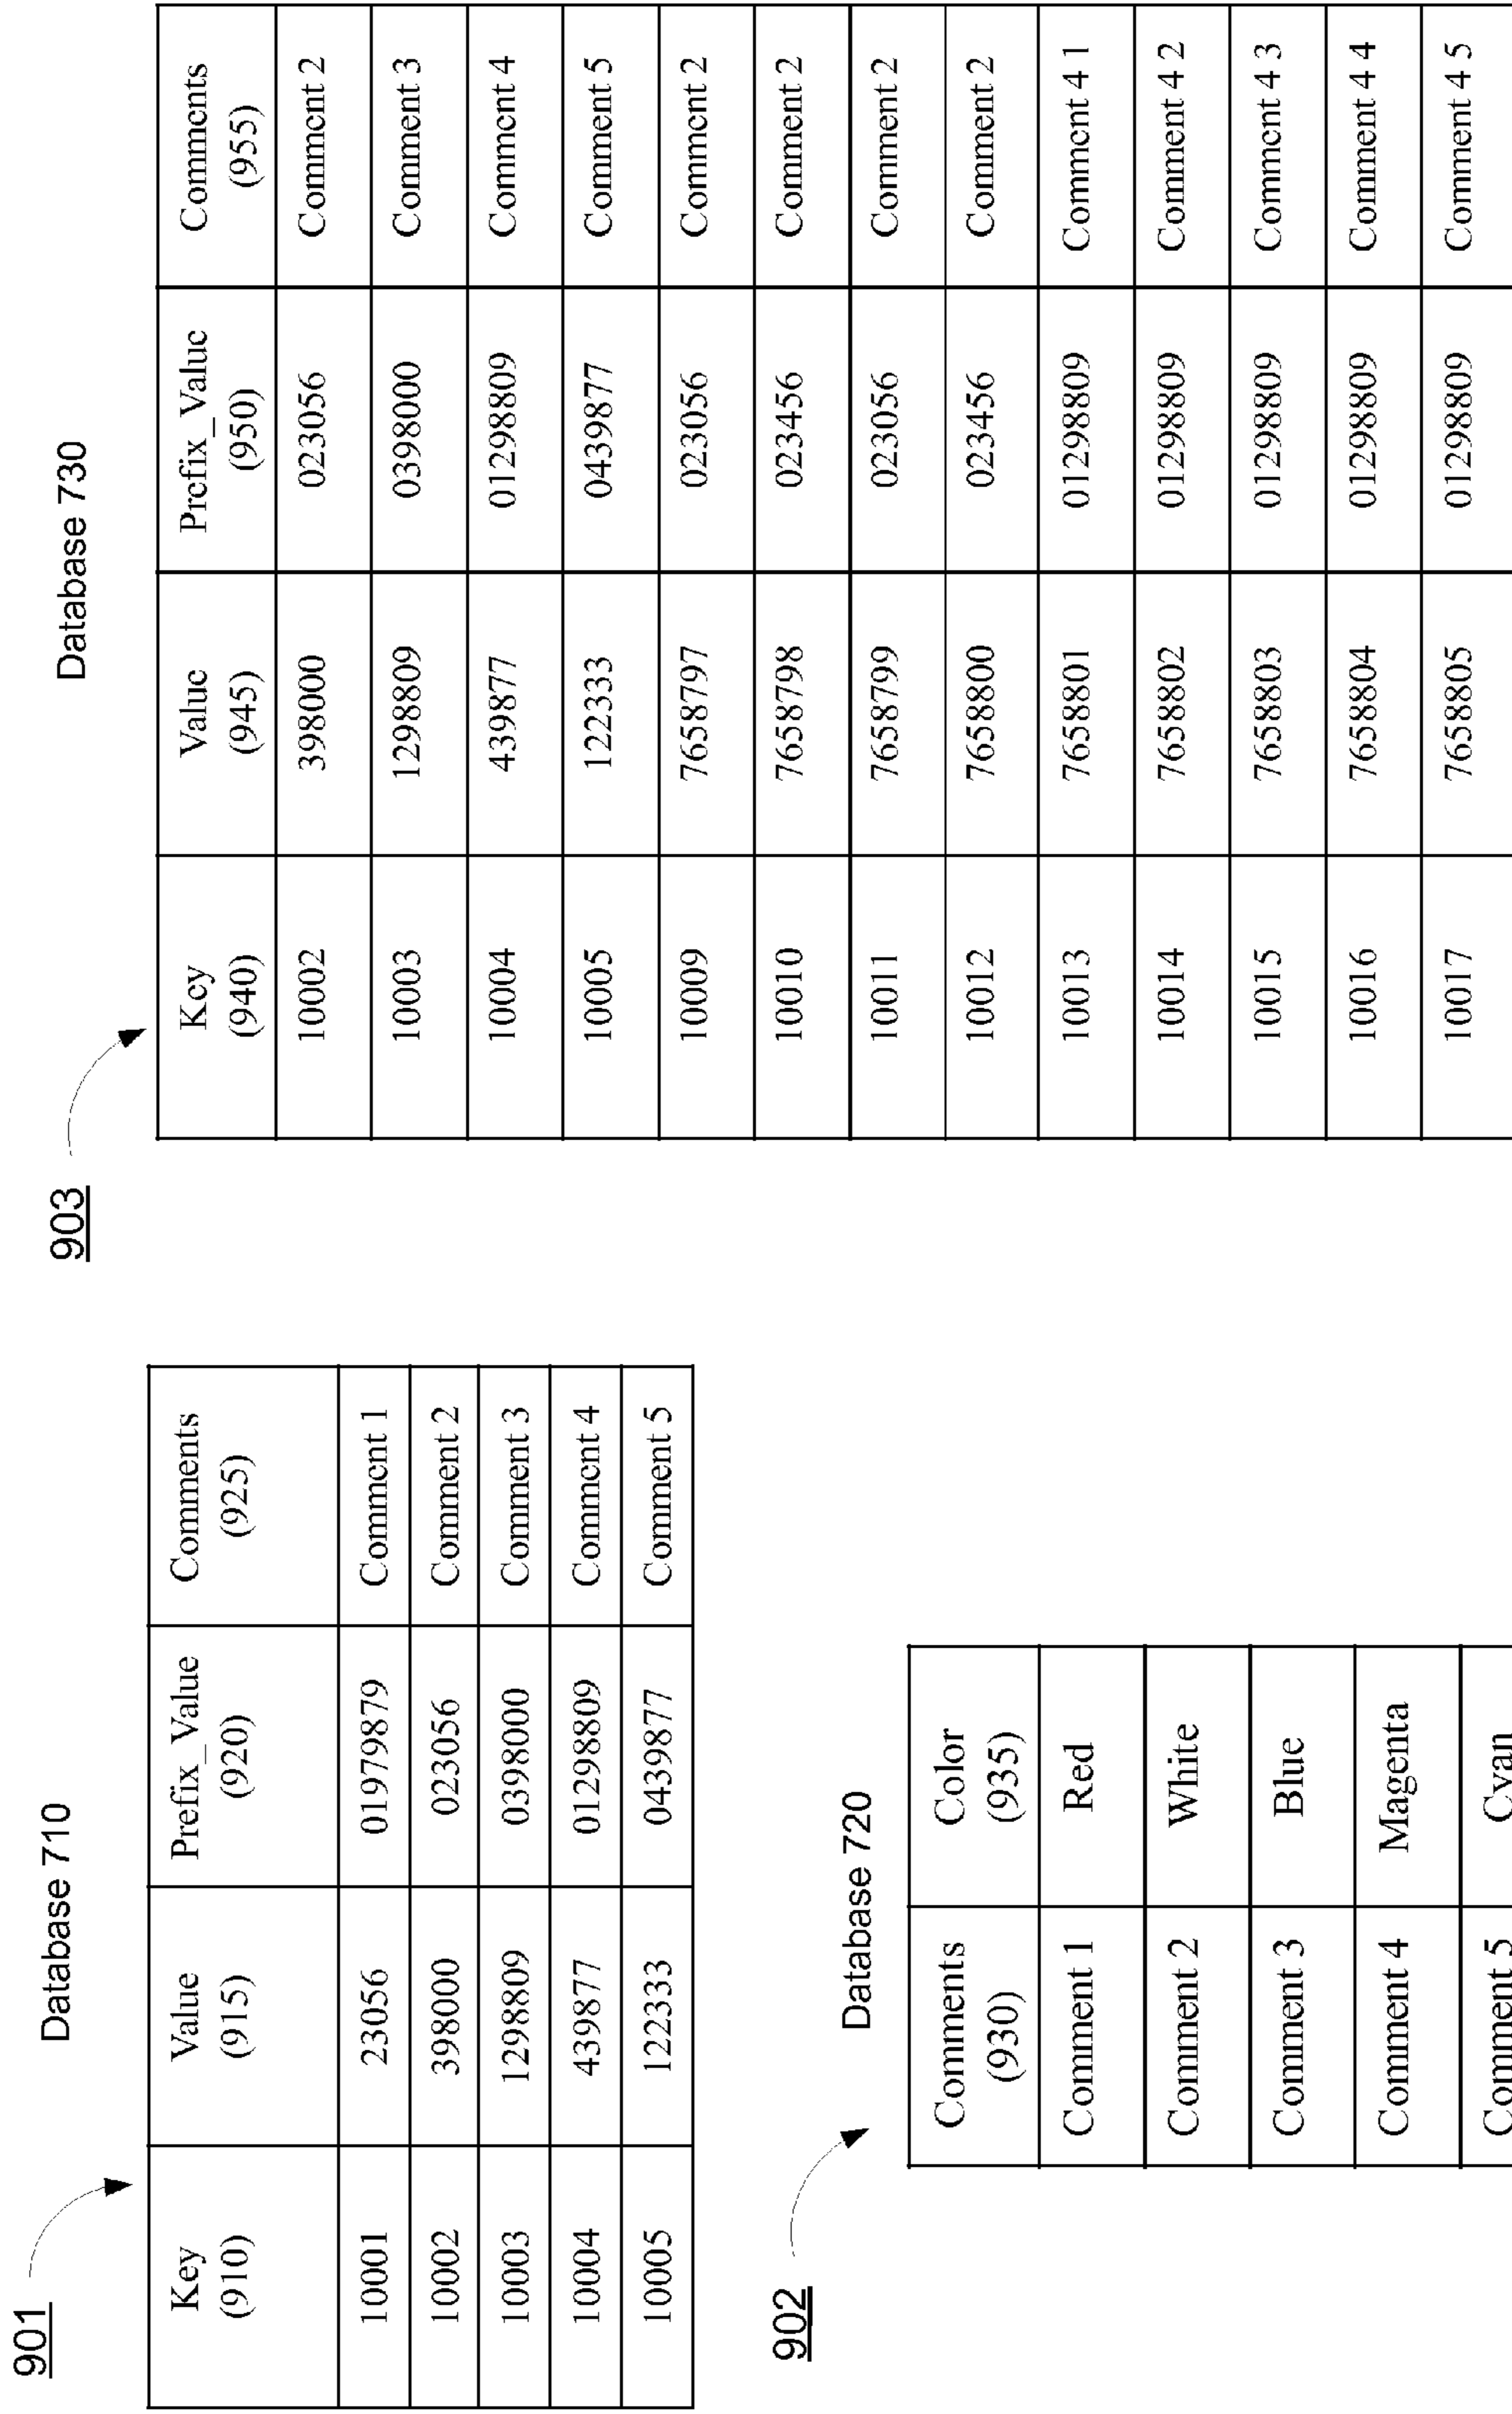 901
Database 710
Key (910) Value (915) Prefix_Value (920) Comments (925)
10001 23056 01979879 Comment 1
10002 398000 023056 Comment 2
10003 1298809 0398000 Comment 3
10004 439877 01298809 Comment 4
10005 122333 0439877 Comment 5
902
Database 720
Comments (930) Color (935)
Comment 1 Red
Comment 2 White
Comment 3 Blue
Comment 4 Magenta
Comment 5 Cyan
903
Database 730
Key (940) Value (945) Prefix_Value (950) Comments (955)
10002 398000 023056 Comment 2
10003 1298809 0398000 Comment 3
10004 439877 01298809 Comment 4
10005 122333 0439877 Comment 5
10009 7658797 023056 Comment 2
10010 7658798 023456 Comment 2
10011 7658799 023056 Comment 2
10012 7658800 023456 Comment 2
10013 7658801 01298809 Comment 4 1
10014 7658802 01298809 Comment 4 2
10015 7658803 01298809 Comment 4 3
10016 7658804 01298809 Comment 4 4
10017 7658805 01298809 Comment 4 5